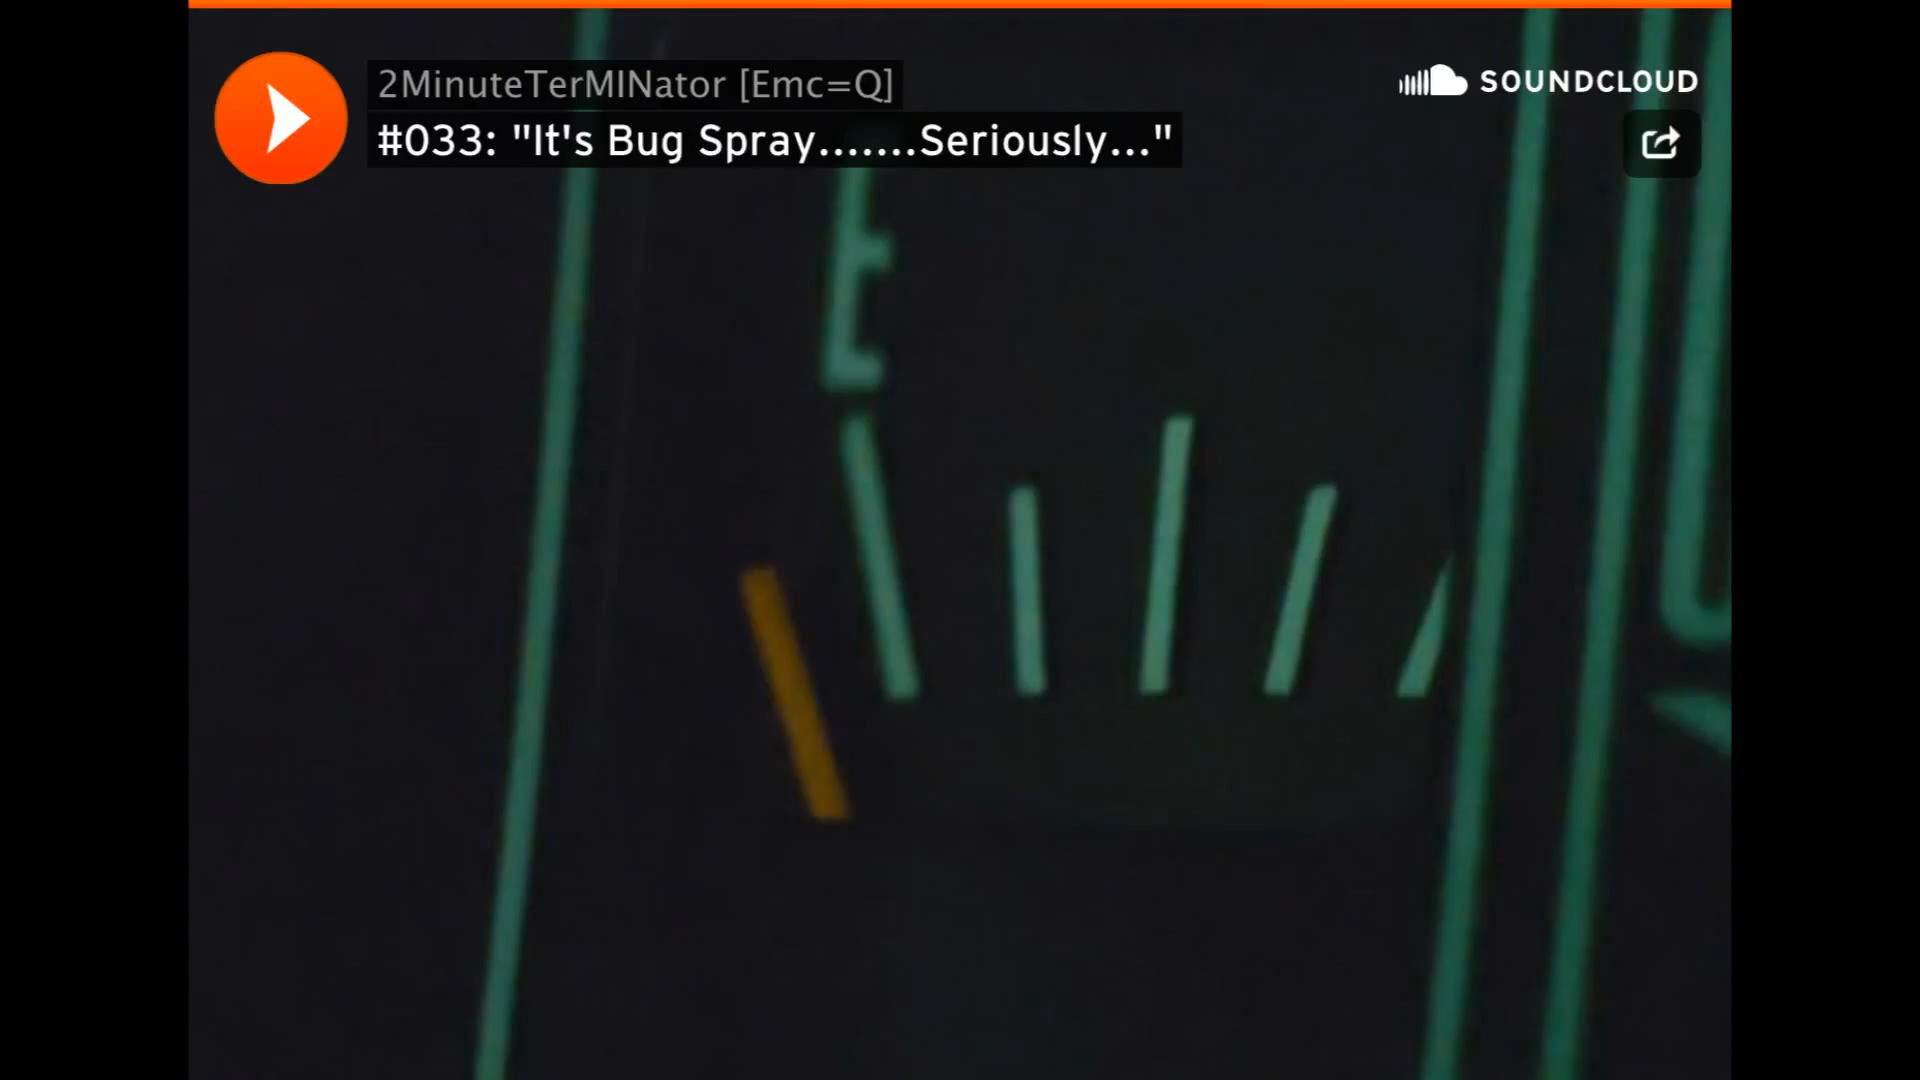 2MinuteTerMINator [Emc=Q]
SOUNDCLOUD
#033: "It's Bug Spray.......Seriously..."
E